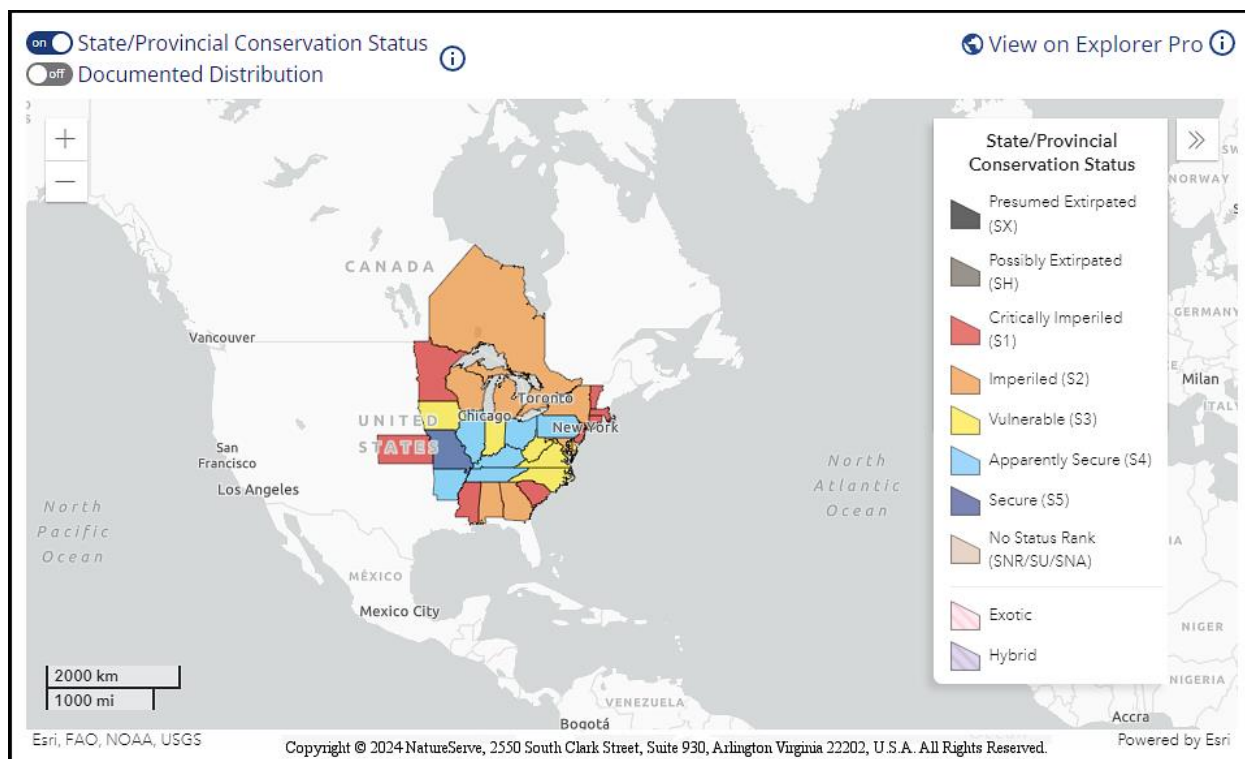 on State/Provincial Conservation Status
off Documented Distribution
View on Explorer Pro
State/Provincial
Conservation Status
Presumed Extirpated
(SX)
Possibly Extirpated
(SH)
Critically Imperiled
(S1)
Imperiled (S2)
Vulnerable (S3)
Apparently Secure (S4)
Secure (S5)
No Status Rank
(SNR/SU/SNA)
Exotic
Hybrid
CANADA
Vancouver
Toronto
Chicago
New York
UNITED
STATES
San
Francisco
Los Angeles
North
Pacific
Ocean
North
Atlantic
Ocean
MÉXICO
Mexico City
VENEZUELA
Bogotá
NORWAY
GERMANY
Milan
NIGER
NIGERIA
Accra
2000 km
1000 mi
Esri, FAO, NOAA, USGS
Copyright © 2024 NatureServe, 2550 South Clark Street, Suite 930, Arlington Virginia 22202, U.S.A. All Rights Reserved.
Powered by Esri